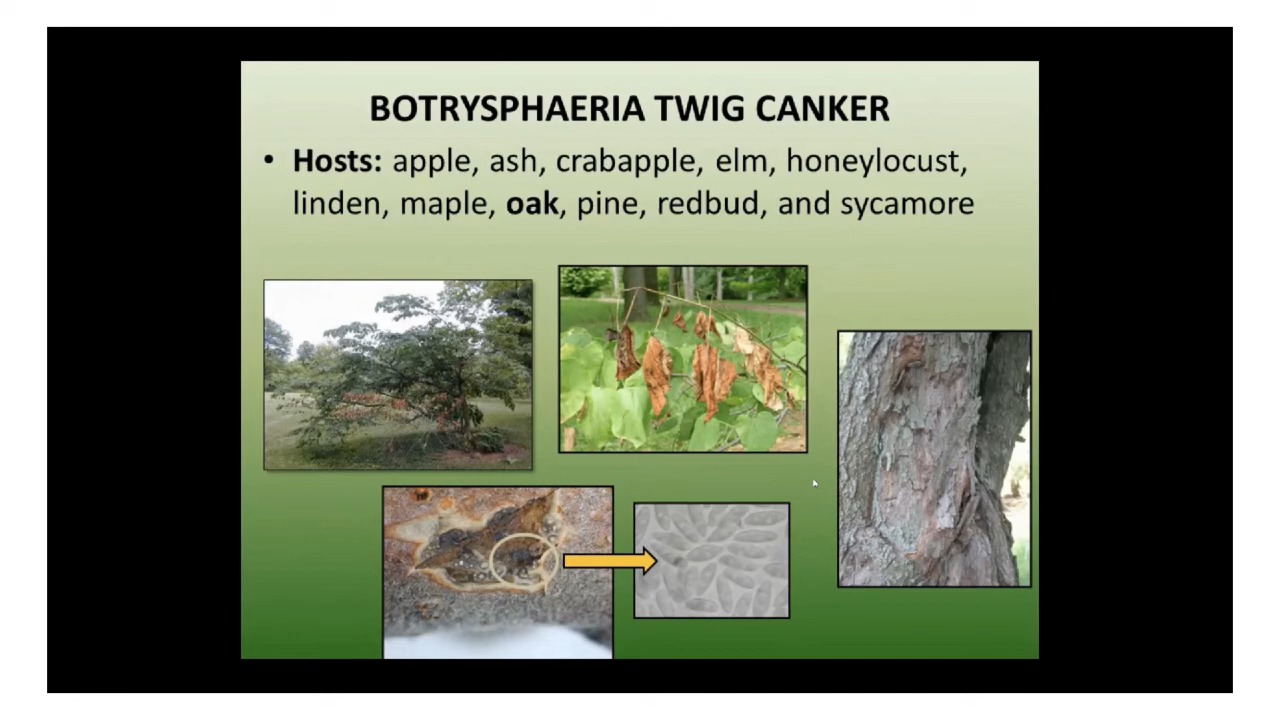 BOTRYSPHAERIA TWIG CANKER
• Hosts: apple, ash, crabapple, elm, honeylocust,
linden, maple, oak, pine, redbud, and sycamore